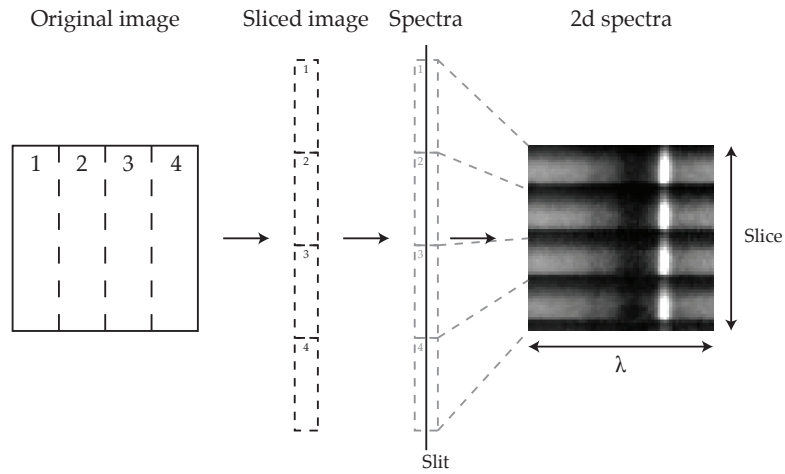 Original image
Sliced image
Spectra
2d spectra
1 2 3 4
1
2
3
4
1
2
3
4
Slice
λ
Slit